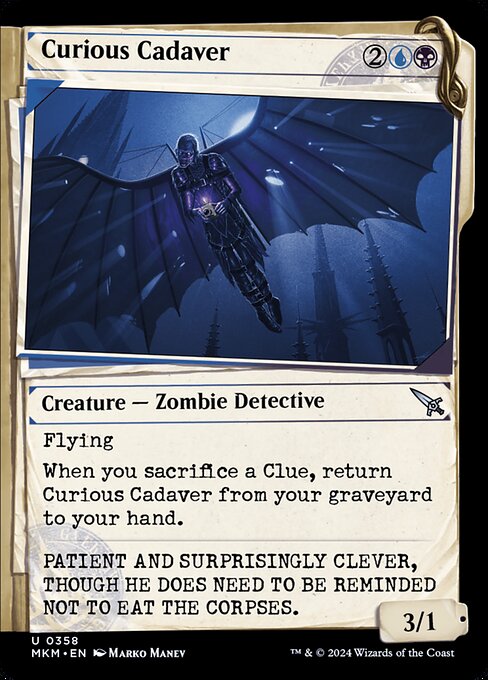 Curious Cadaver 2
Creature — Zombie Detective
Flying
When you sacrifice a Clue, return
Curious Cadaver from your graveyard
to your hand.
PATIENT AND SURPRISINGLY CLEVER,
THOUGH HE DOES NEED TO BE REMINDED
NOT TO EAT THE CORPSES.
3/1
U 0358
MKM • EN Marko Manev
™ & © 2024 Wizards of the Coast